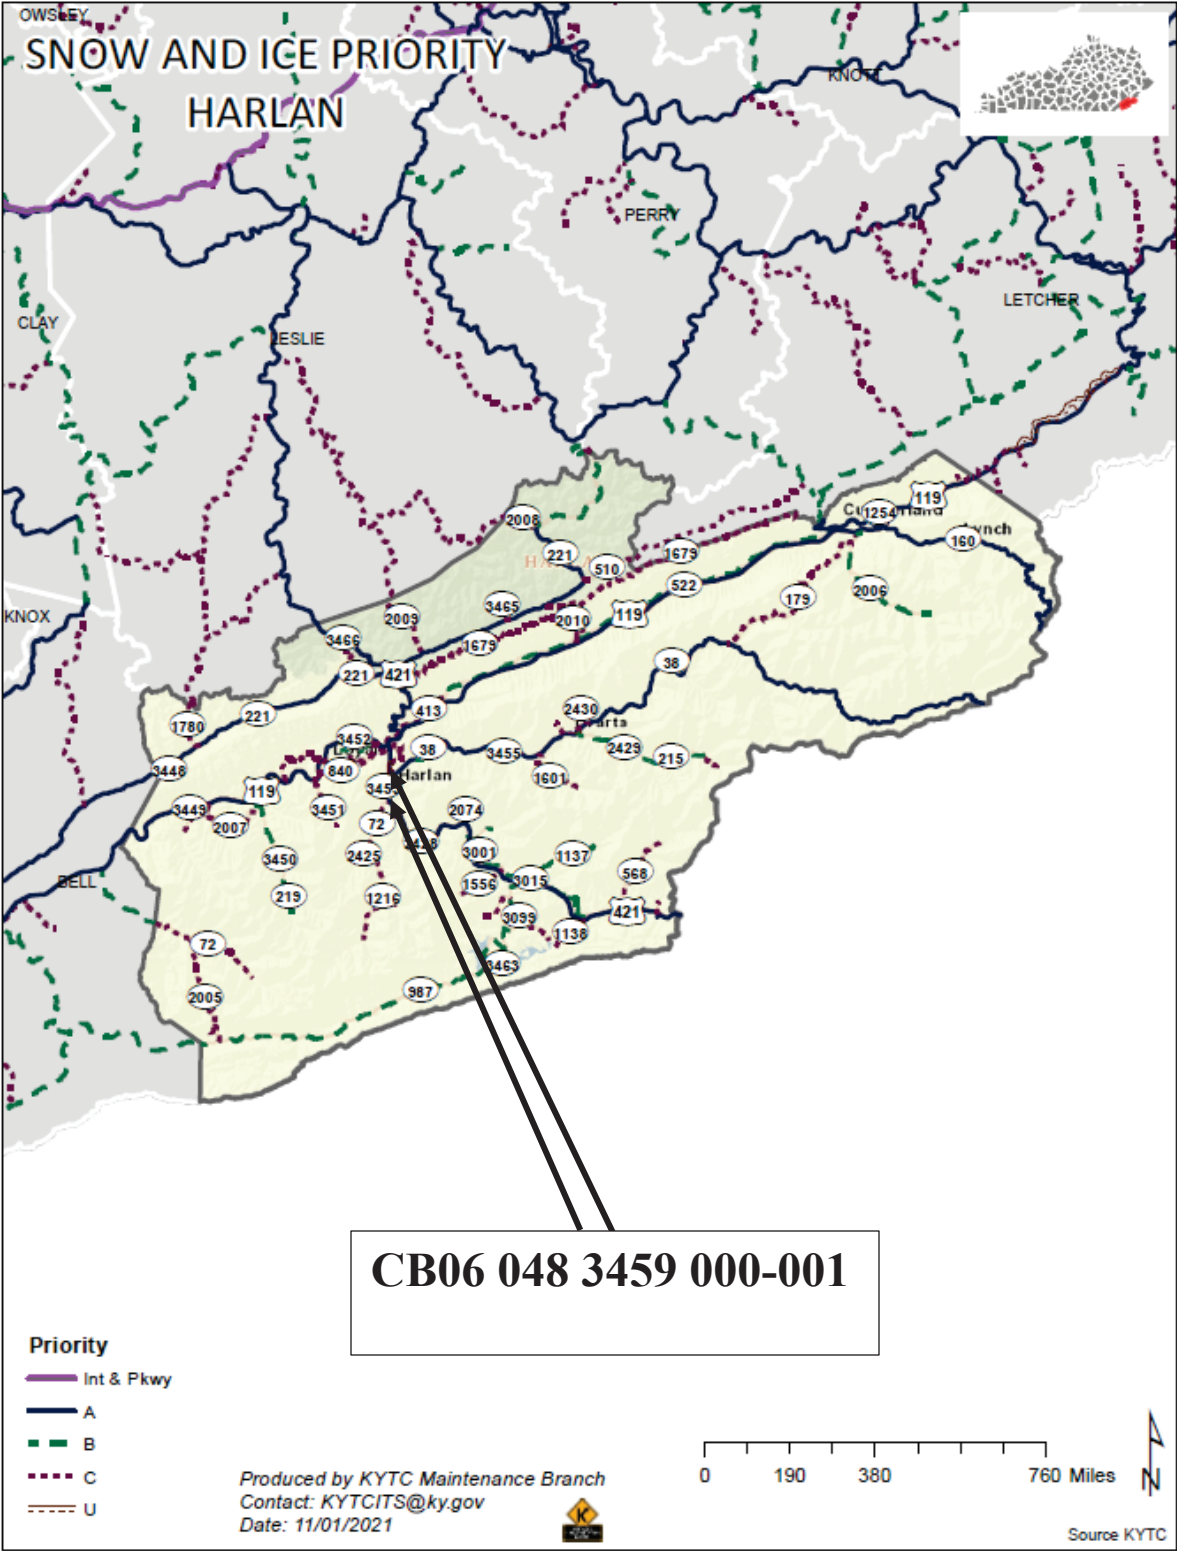 OWSLEY
SNOW AND ICE PRIORITY
HARLAN
KNOTT
PERRY
LETCHER
CLAY
LESLIE
KNOX
BELL
119
1254
Lynch
160
2008
221
510
1679
522
179
2006
3465
2010
119
2009
1679
3466
221
421
38
413
2430
221
1780
3452
38
3455
2429
215
3448
840
Harlan
1601
119
3449
2007
3451
72
2074
3450
2425
3001
1137
219
1216
1556
3015
568
3099
421
1138
72
3463
2005
987
CB06 048 3459 000-001
Priority
Int & Pkwy
A
B
C
U
Produced by KYTC Maintenance Branch
Contact: KYTCITS@ky.gov
Date: 11/01/2021
0 190 380 760 Miles
N
Source KYTC